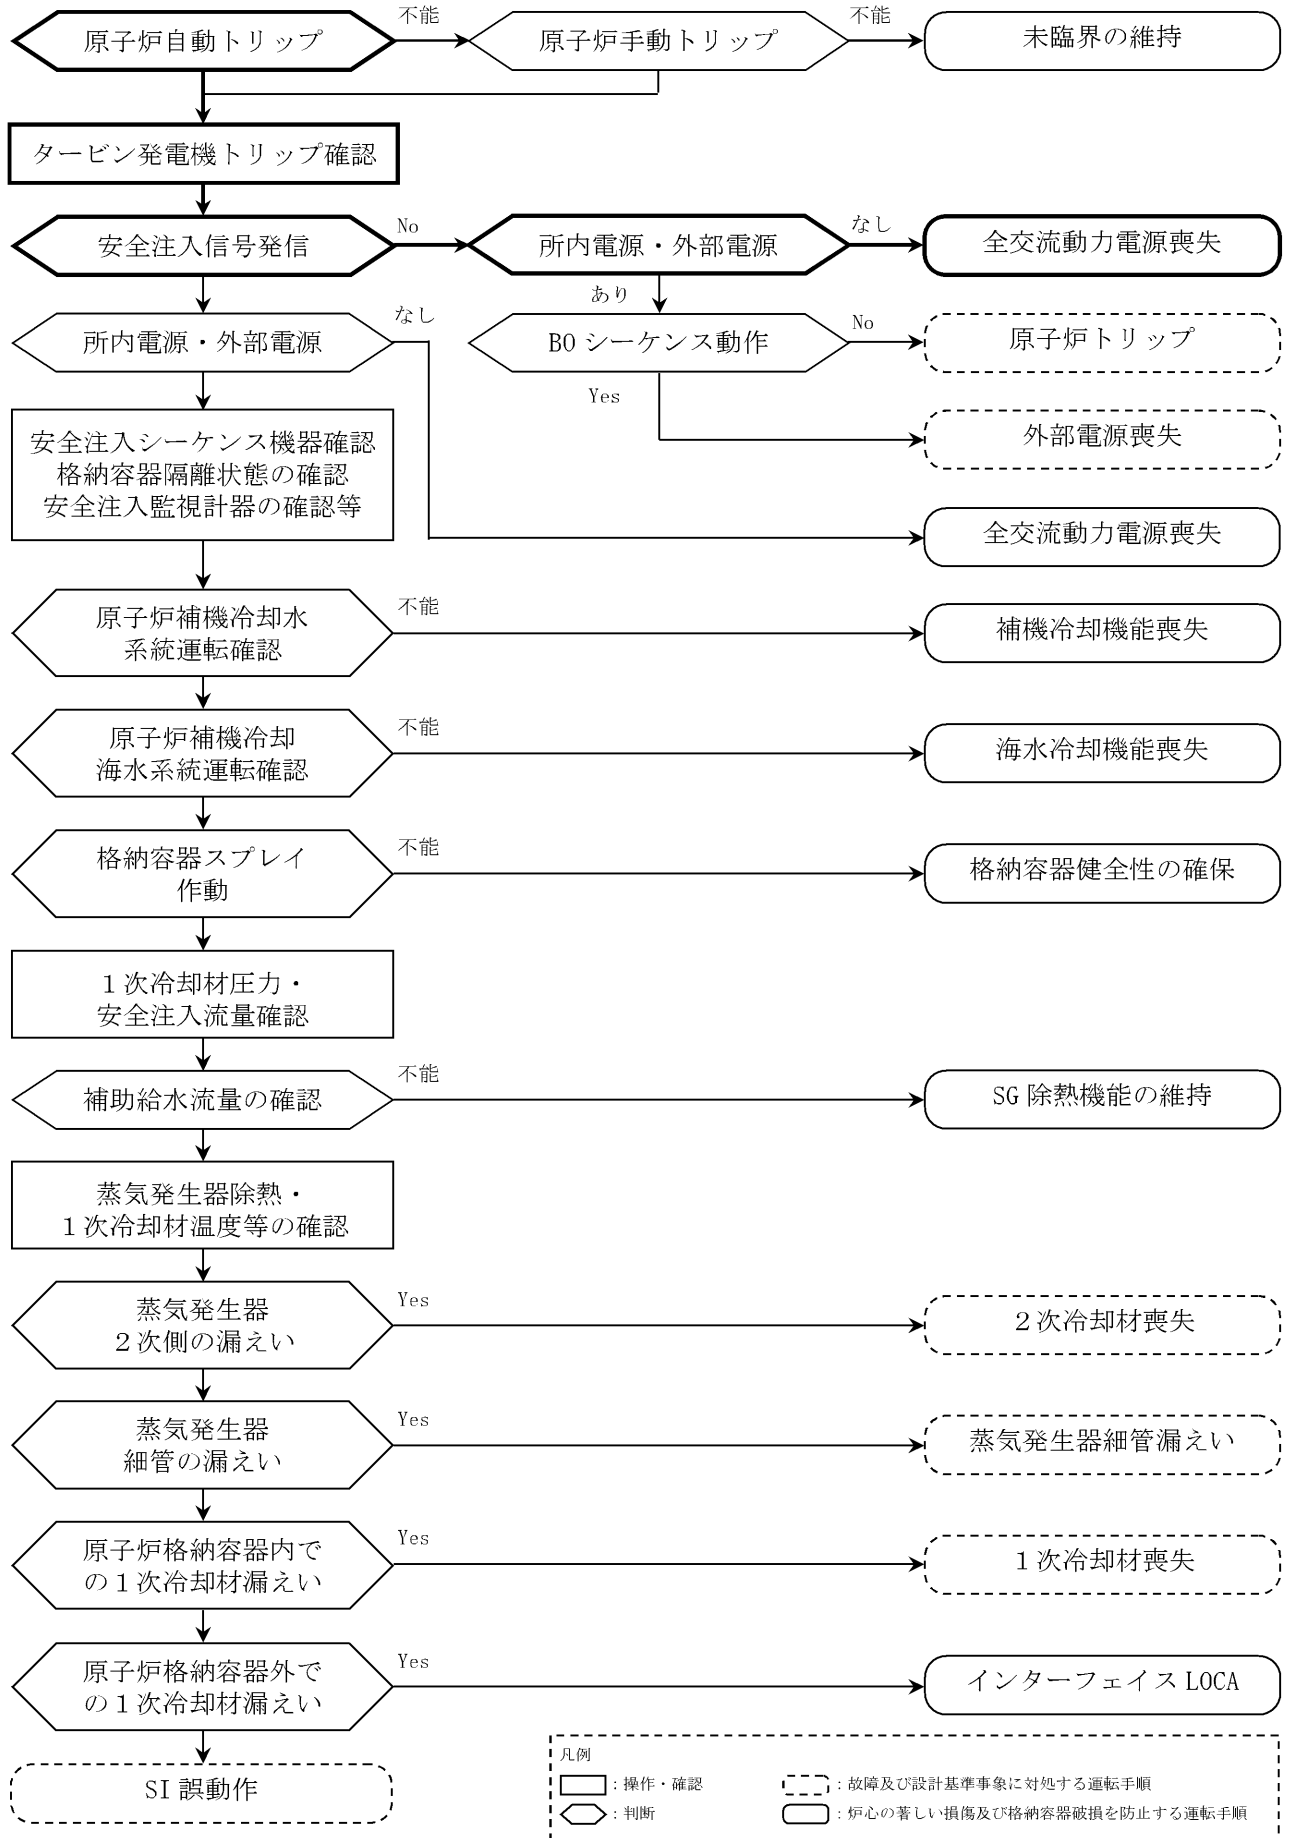 原子炉自動トリップ
不能
原子炉手動トリップ
不能
未臨界の維持
タービン発電機トリップ確認
安全注入信号発信
No
所内電源・外部電源
なし
全交流動力電源喪失
あり
所内電源・外部電源
なし
BOシーケンス動作
No
原子炉トリップ
Yes
外部電源喪失
安全注入シーケンス機器確認
格納容器隔離状態の確認
安全注入監視計器の確認等
全交流動力電源喪失
原子炉補機冷却水
系統運転確認
不能
補機冷却機能喪失
原子炉補機冷却
海水系統運転確認
不能
海水冷却機能喪失
格納容器スプレイ
作動
不能
格納容器健全性の確保
１次冷却材圧力・
安全注入流量確認
補助給水流量の確認
不能
SG除熱機能の維持
蒸気発生器除熱・
１次冷却材温度等の確認
蒸気発生器
２次側の漏えい
Yes
２次冷却材喪失
蒸気発生器
細管の漏えい
Yes
蒸気発生器細管漏えい
原子炉格納容器内で
の１次冷却材漏えい
Yes
１次冷却材喪失
原子炉格納容器外で
の１次冷却材漏えい
Yes
インターフェイスLOCA
SI誤動作
凡例
：操作・確認
：故障及び設計基準事象に対処する運転手順
：判断
：炉心の著しい損傷及び格納容器破損を防止する運転手順